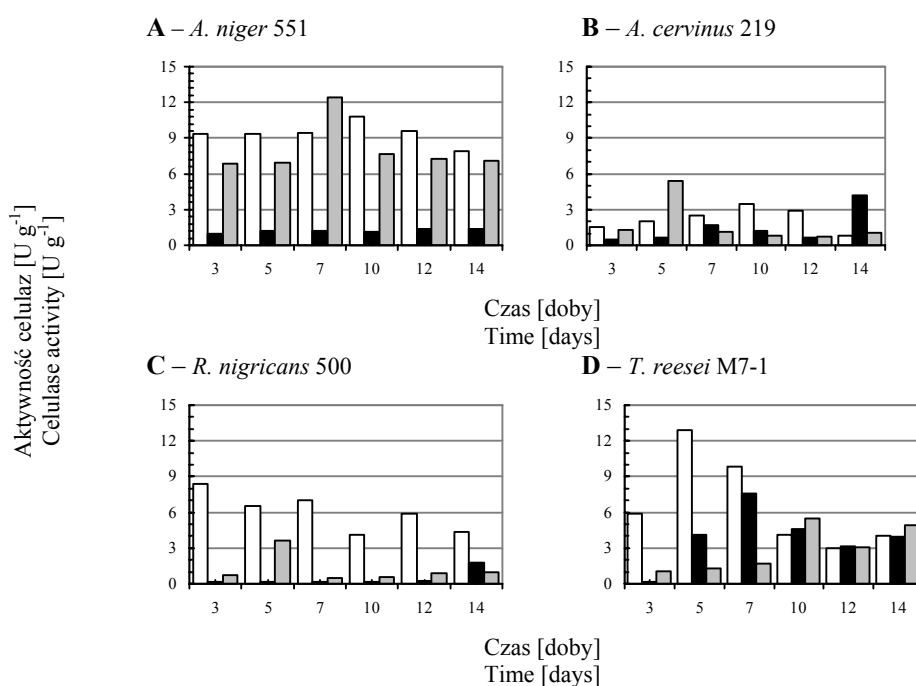 A – A. niger 551
B – A. cervinus 219
15
12
9
6
3
0
3 5 7 10 12 14
15
12
9
6
3
0
3 5 7 10 12 14
Aktywność celulaz [U g-1]
Cellulase activity [U g-1]
Czas [doby]
Time [days]
C – R. nigricans 500
D – T. reesei M7-1
15
12
9
6
3
0
3 5 7 10 12 14
15
12
9
6
3
0
3 5 7 10 12 14
Czas [doby]
Time [days]